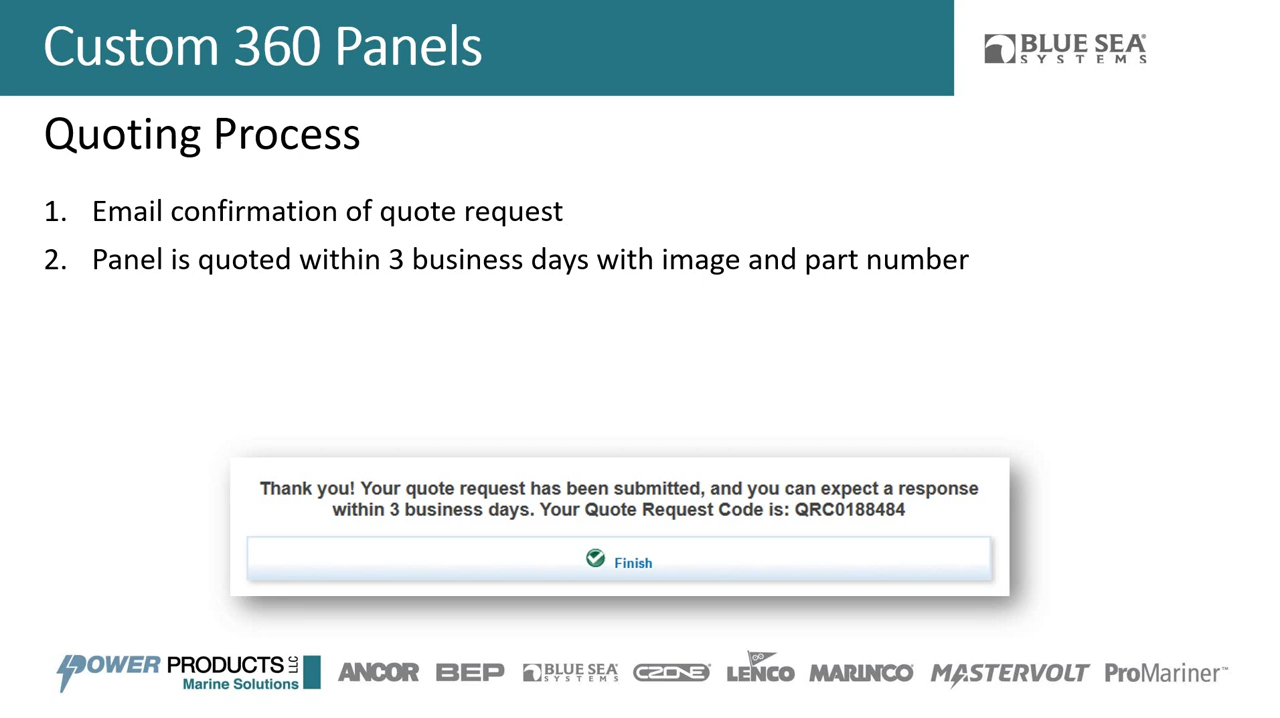 Custom 360 Panels
BLUE SEA®
SYSTEMS
Quoting Process
1. Email confirmation of quote request
2. Panel is quoted within 3 business days with image and part number
Thank you! Your quote request has been submitted, and you can expect a response
within 3 business days. Your Quote Request Code is: QRC0188484
Finish
POWER PRODUCTS LLC
Marine Solutions
ANCOR
BEP
BLUE SEA®
SYSTEMS
CZONE®
LENCO
MARINCO®
MASTERVOLT
ProMariner™